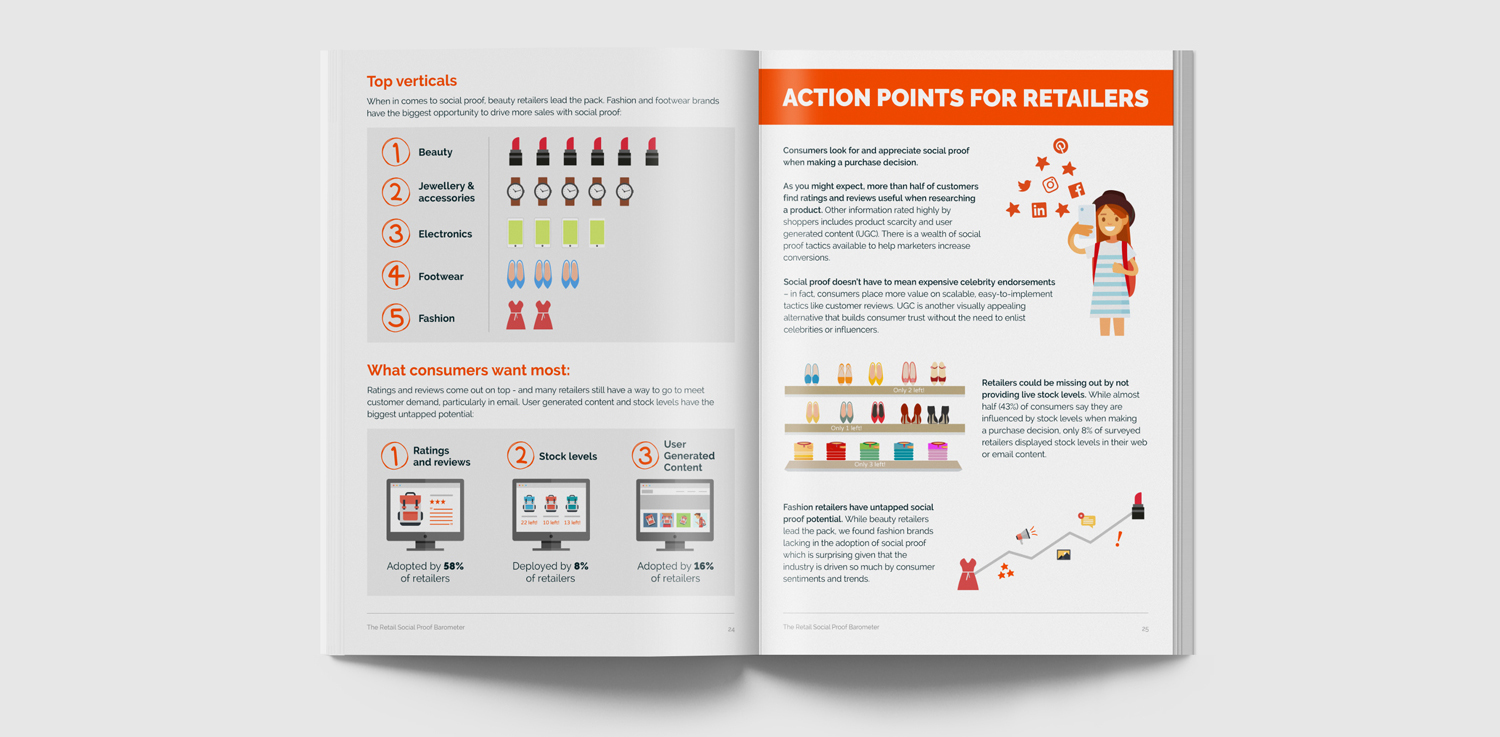 Top verticals
When in comes to social proof, beauty retailers lead the pack. Fashion and footwear brands
have the biggest opportunity to drive more sales with social proof:
1 Beauty
2 Jewellery &
accessories
3 Electronics
4 Footwear
5 Fashion
What consumers want most:
Ratings and reviews come out on top - and many retailers still have a way to go to meet
customer demand, particularly in email. User generated content and stock levels have the
biggest untapped potential:
1 Ratings
and reviews
2 Stock levels
3 User
Generated
Content
22 left! 10 left! 13 left!
Adopted by 58%
of retailers
Deployed by 8%
of retailers
Adopted by 16%
of retailers
The Retail Social Proof Barometer
24
ACTION POINTS FOR RETAILERS
Consumers look for and appreciate social proof
when making a purchase decision.
As you might expect, more than half of customers
find ratings and reviews useful when researching
a product. Other information rated highly by
shoppers includes product scarcity and user
generated content (UGC). There is a wealth of social
proof tactics available to help marketers increase
conversions.
Social proof doesn't have to mean expensive celebrity endorsements
– in fact, consumers place more value on scalable, easy-to-implement
tactics like customer reviews. UGC is another visually appealing
alternative that builds consumer trust without the need to enlist
celebrities or influencers.
Only 2 left!
Only 1 left!
Only 3 left!
Retailers could be missing out by not
providing live stock levels. While almost
half (43%) of consumers say they are
influenced by stock levels when making
a purchase decision, only 8% of surveyed
retailers displayed stock levels in their web
or email content.
Fashion retailers have untapped social
proof potential. While beauty retailers
lead the pack, we found fashion brands
lacking in the adoption of social proof
which is surprising given that the
industry is driven so much by consumer
sentiments and trends.
The Retail Social Proof Barometer
25